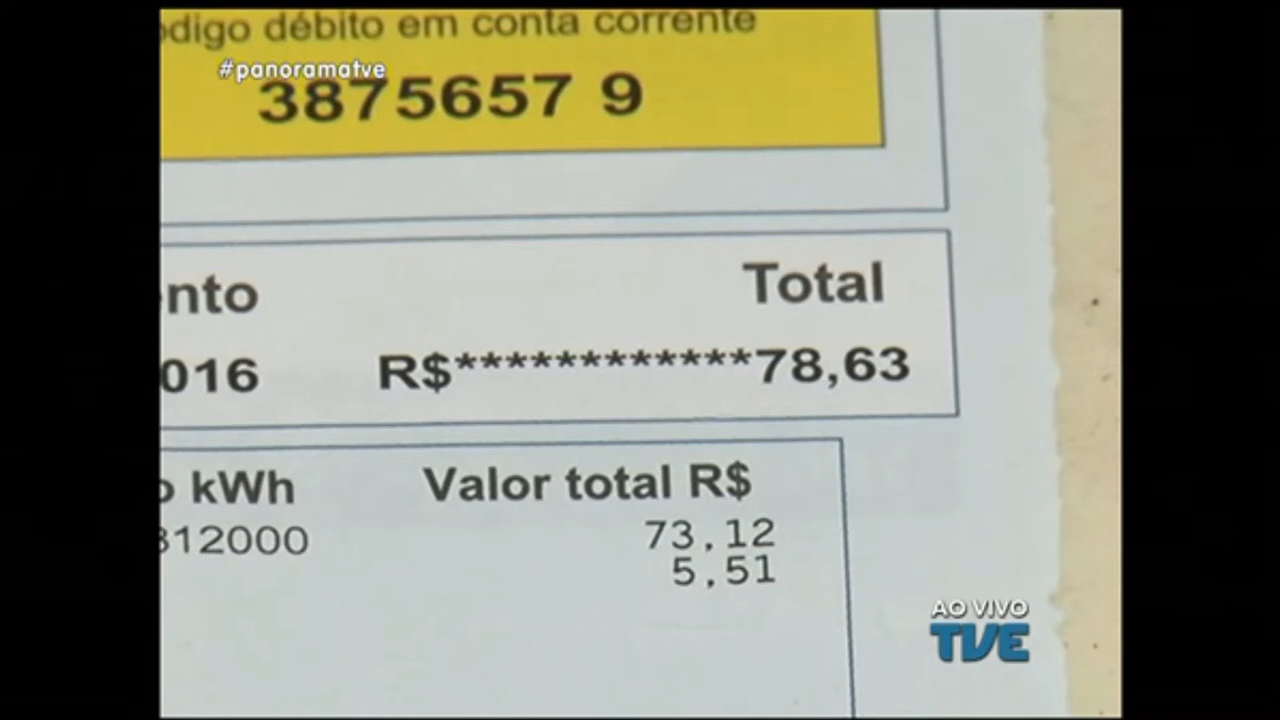 ódigo débito em conta corrente
#panoramatve
3875657 9
nto Total
016 R$************78,63
o kWh Valor total R$
812000 73,12
5,51
AO VIVO
TVE